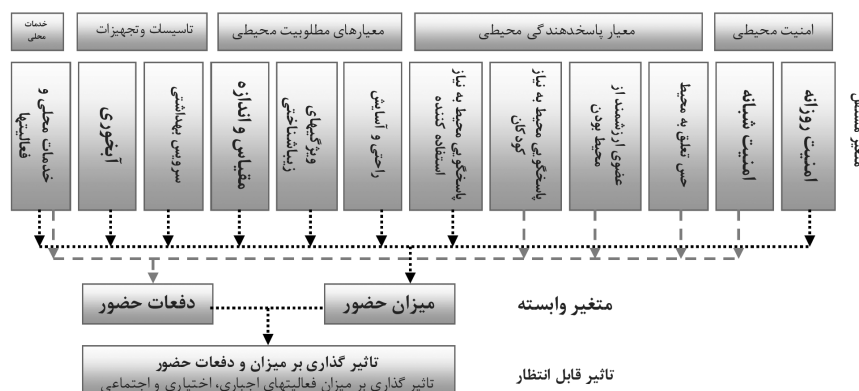 امنیت محیطی
معیار پاسخدهندگی محیطی
معیارهای مطلوبیت محیطی
تاسیسات وتجهیزات
خدمات
محلی
متغیر مستقل
امنیت روزانه
امنیت شبانه
حس تعلق به محیط
عضوی ارزشمند از
محیط بودن
پاسخگویی محیط به نیاز
کودکان
پاسخگویی محیط به نیاز
استفاده کننده
راحتی و آسایش
ویژگیهای
زیباشناختی
مقیاس و اندازه
سرویس بهداشتی
آبخوری
خدمات محلی و
فعالیتها
متغیر وابسته
میزان حضور
دفعات حضور
تاثیر قابل انتظار
تاثیر گذاری بر میزان و دفعات حضور
تاثیر گذاری بر میزان فعالیتهای اجباری، اختیاری و اجتماعی